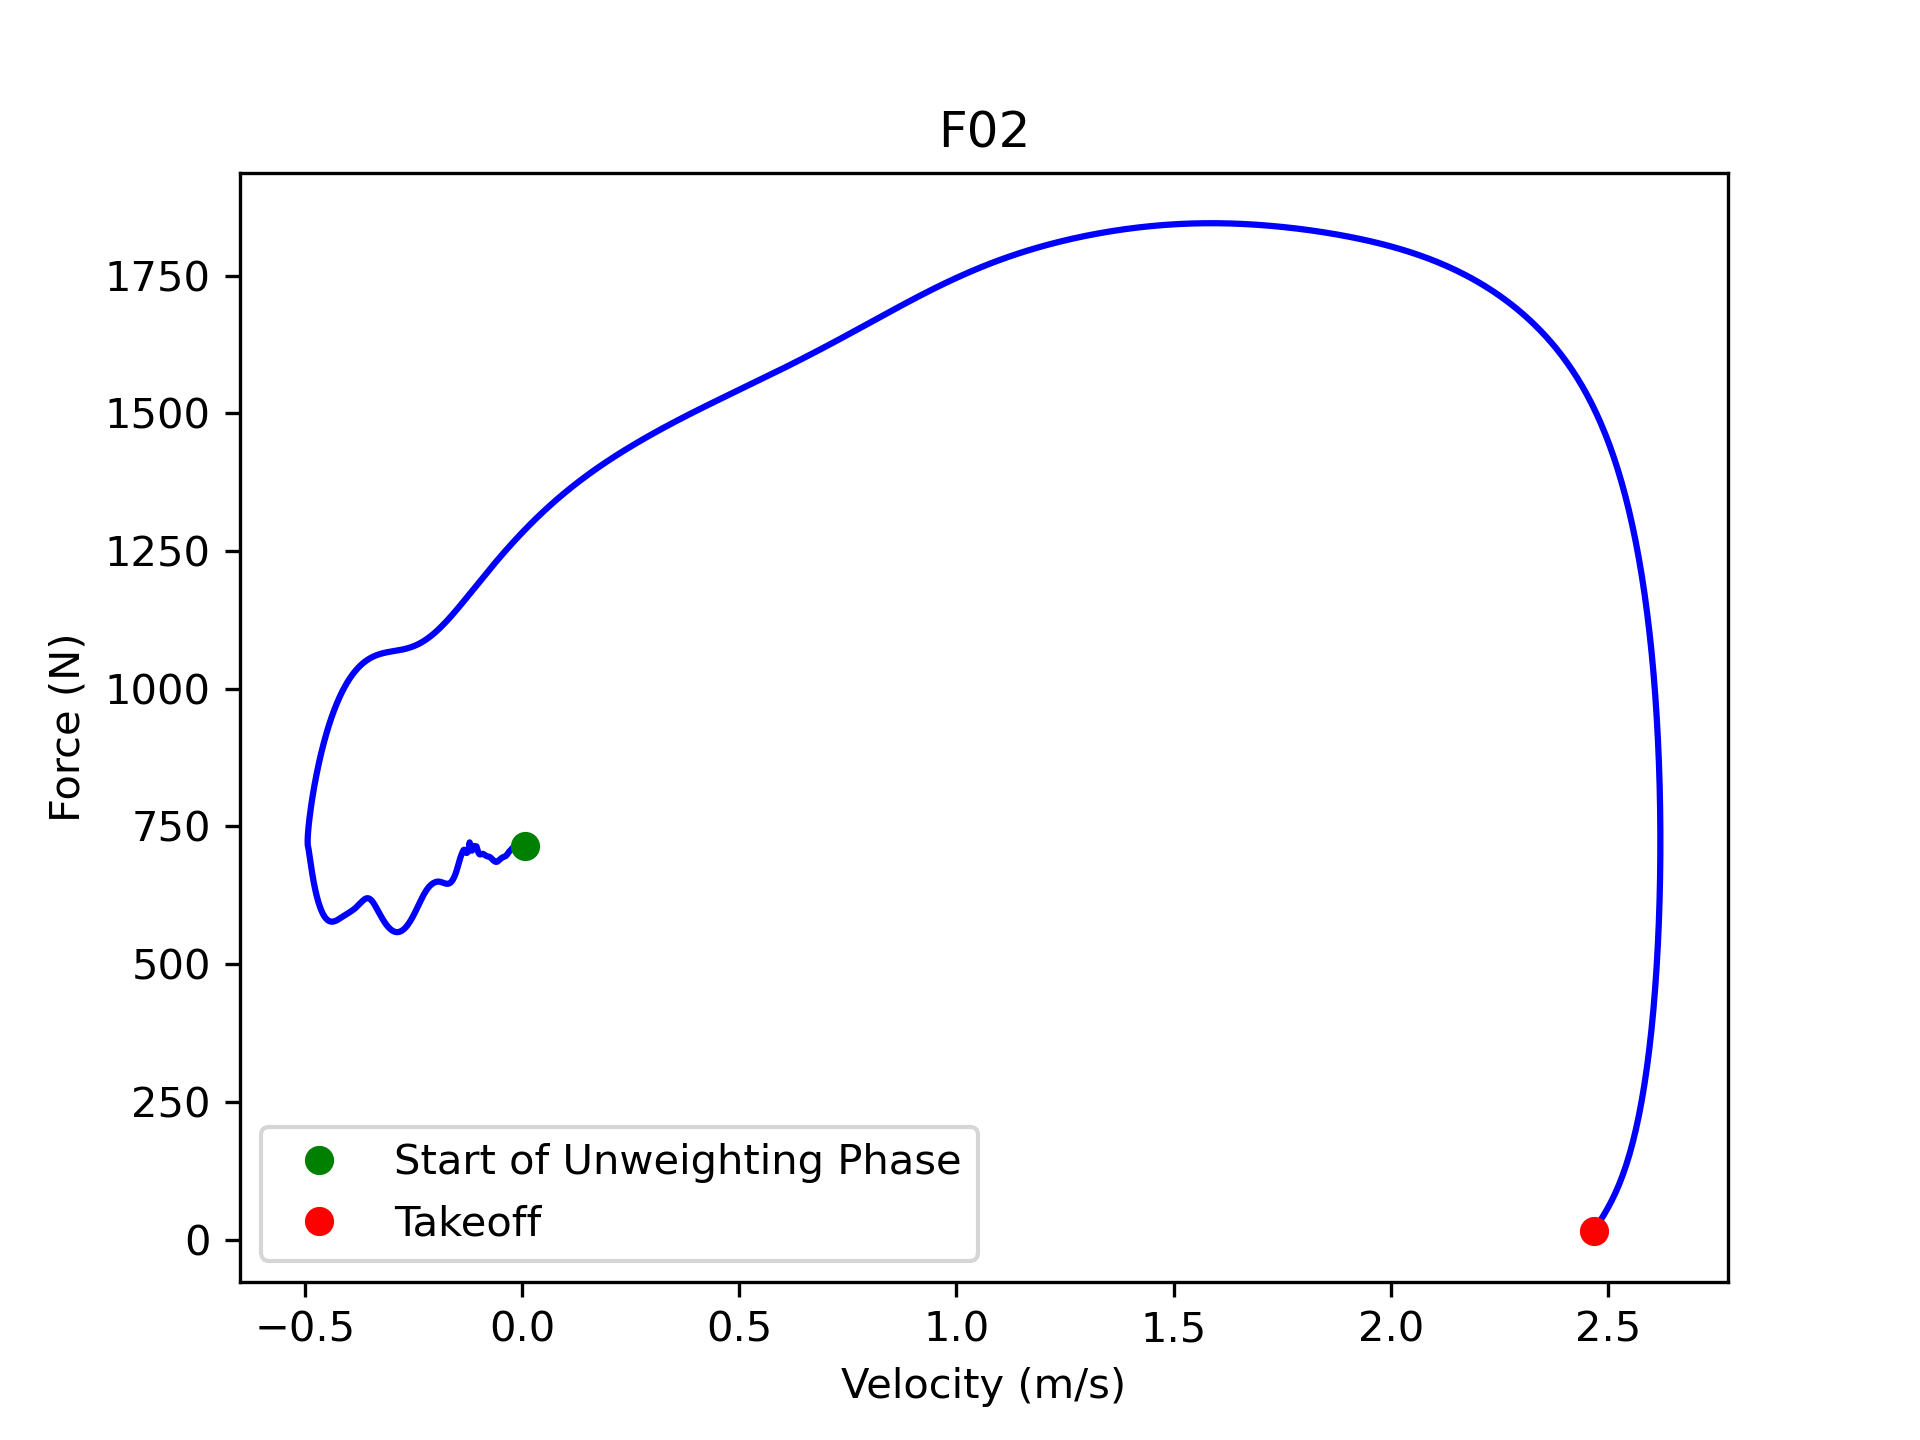 F02
Force (N)
1750
1500
1250
1000
750
500
250
0
−0.5 0.0 0.5 1.0 1.5 2.0 2.5
Velocity (m/s)
Start of Unweighting Phase
Takeoff